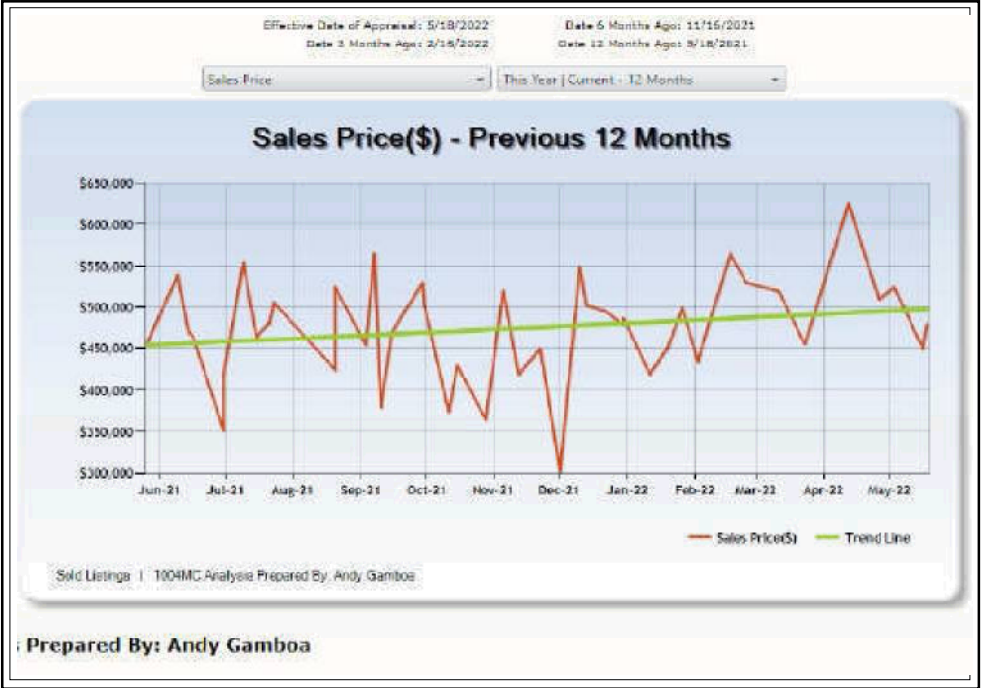 Effective Date of Appraisal: 5/18/2022 Date 6 Months Ago: 11/16/2021
Date 3 Months Ago: 2/16/2022 Date 12 Months Ago: 5/18/2021
Sales Price This Year | Current - 12 Months
Sales Price($) - Previous 12 Months
$650,000
$600,000
$550,000
$500,000
$450,000
$400,000
$350,000
$300,000
Jun-21 Jul-21 Aug-21 Sep-21 Oct-21 Nov-21 Dec-21 Jan-22 Feb-22 Mar-22 Apr-22 May-22
Sales Price($) Trend Line
Sold Listings | 1004MC Analysis Prepared By: Andy Gamboa
Prepared By: Andy Gamboa